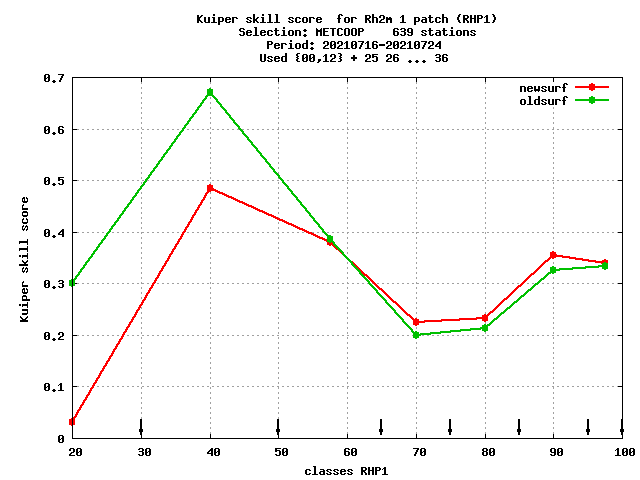 Kuiper skill score  for Rh2m 1 patch (RHP1)
Selection: METCOOP    639 stations
Period: 20210716-20210724
Used {00,12} + 25 26 ... 36
newsurf
oldsurf
0.7
0.6
0.5
0.4
0.3
0.2
0.1
0
Kuiper skill score
20 30 40 50 60 70 80 90 100
classes RHP1